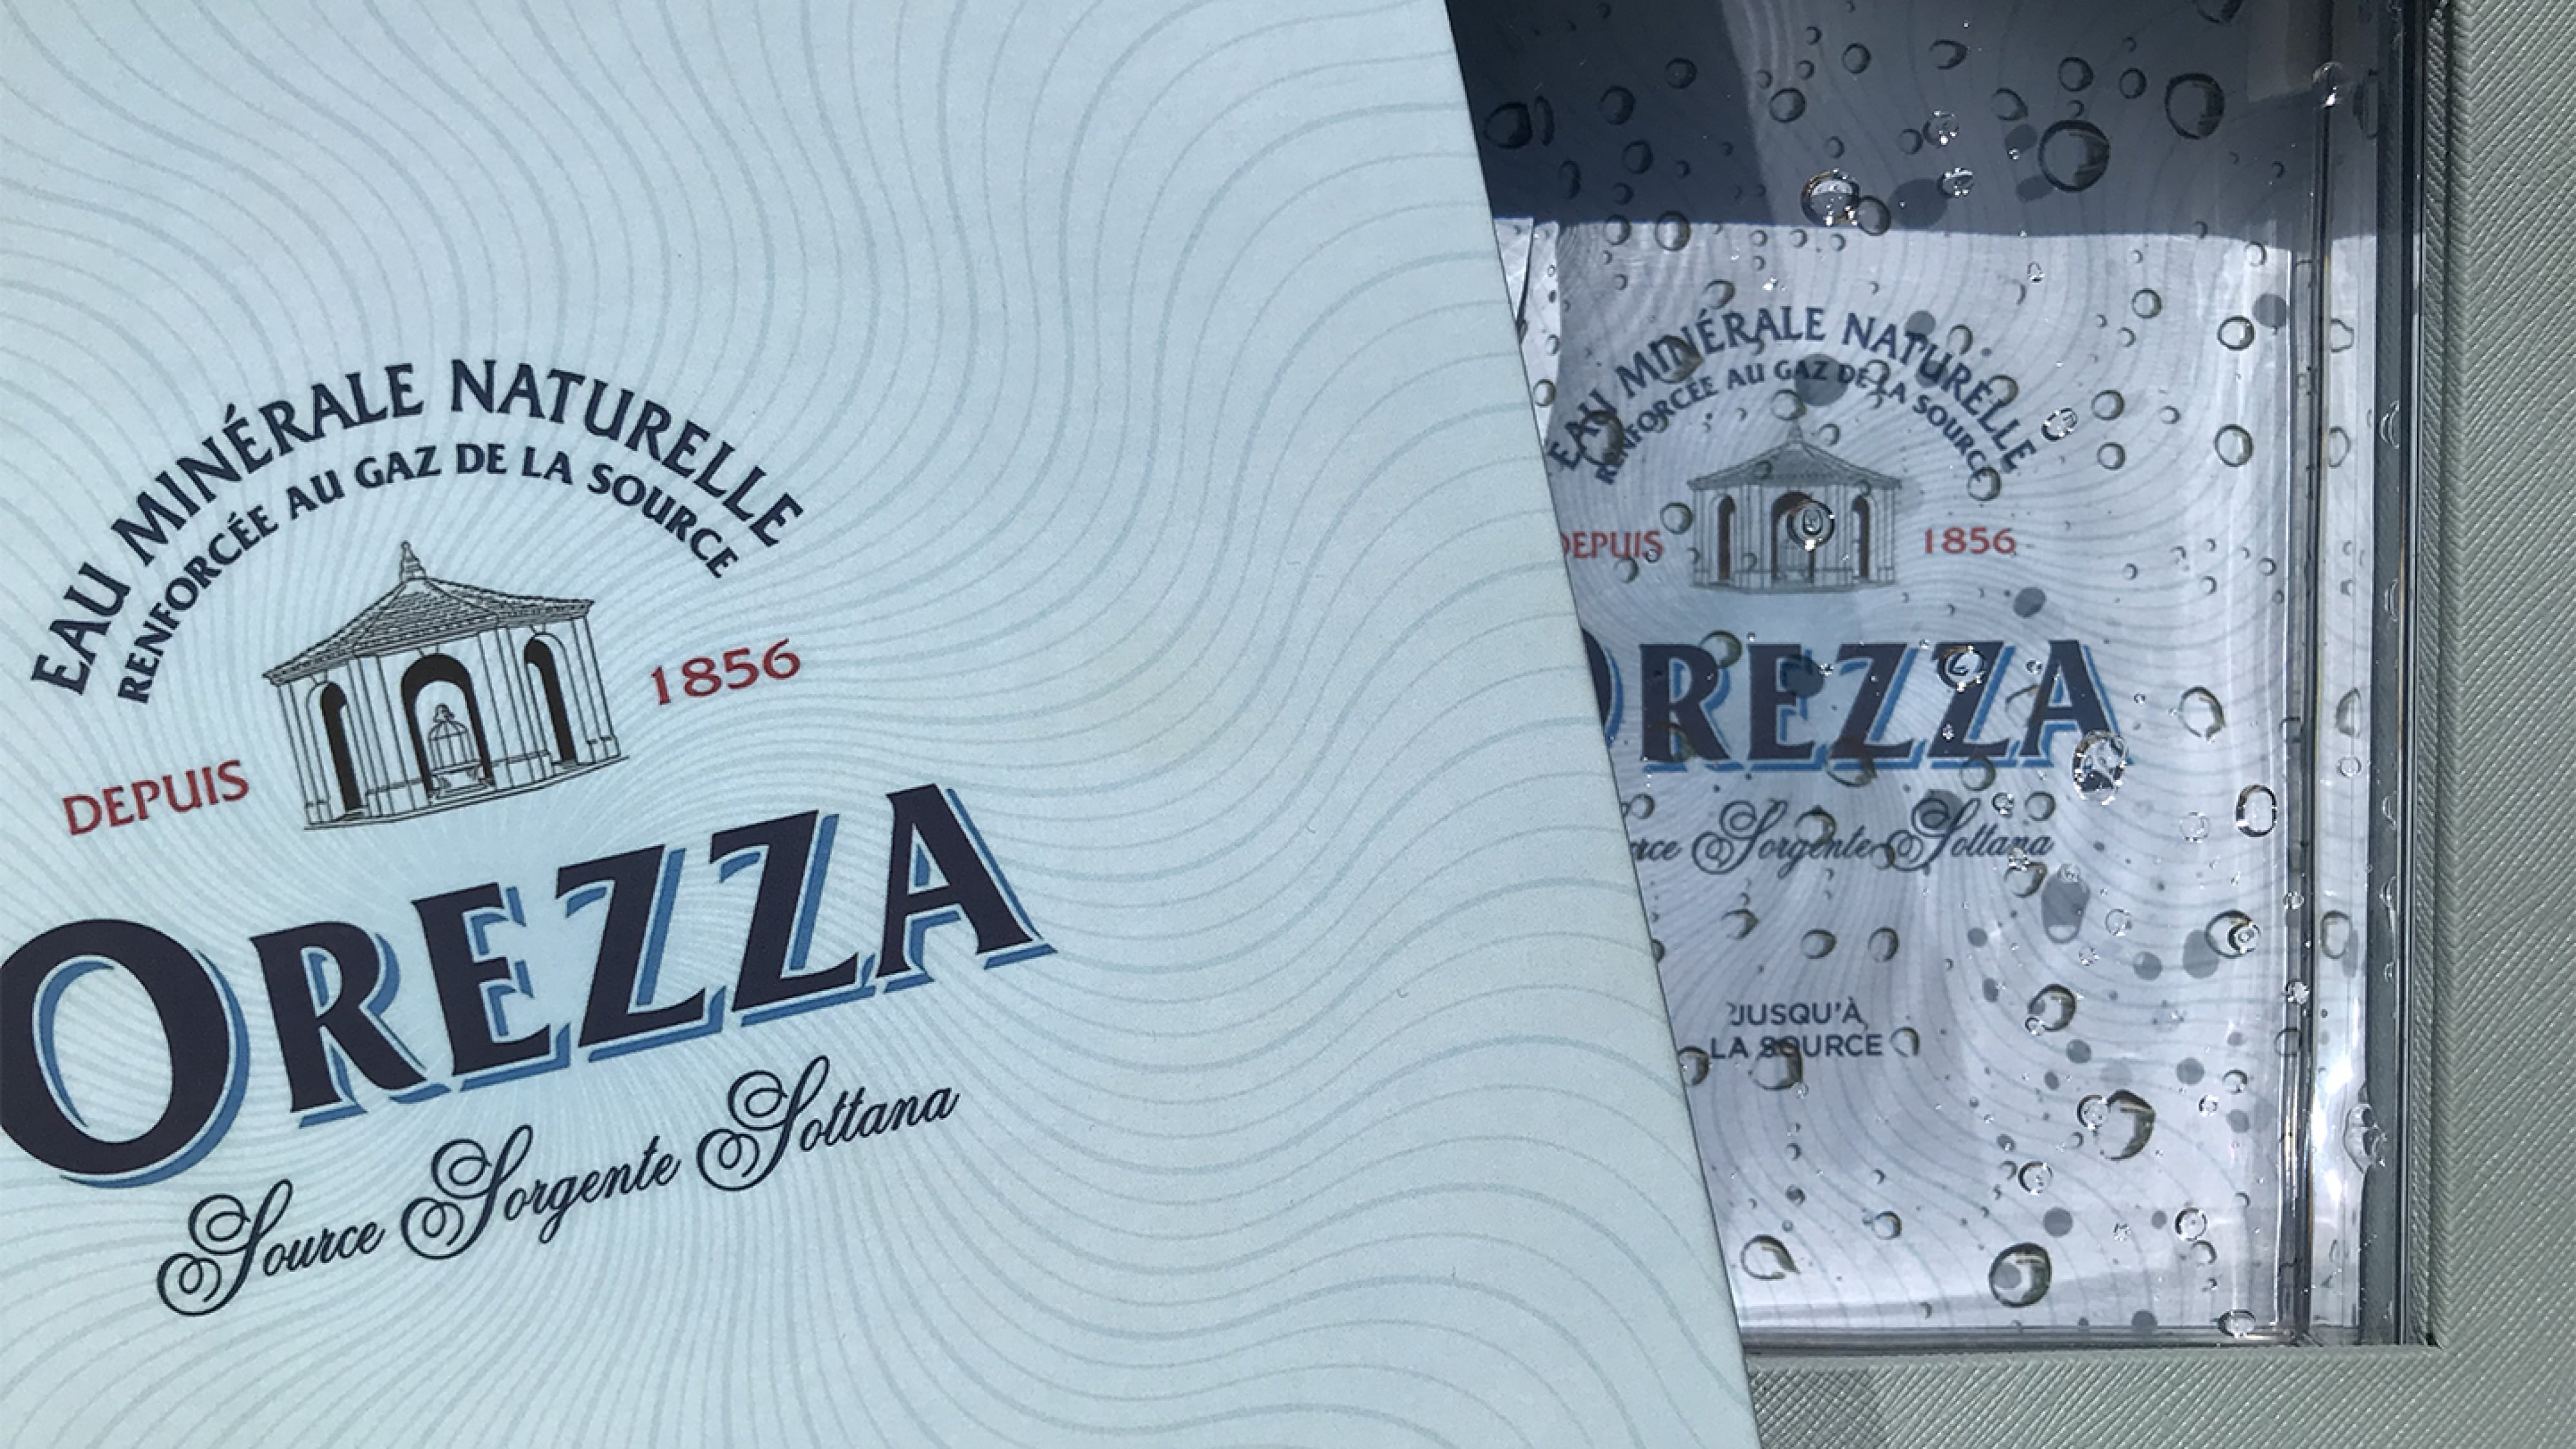 EAU MINÉRALE NATURELLE
RENFORCÉE AU GAZ DE LA SOURCE
DEPUIS 1856
OREZZA
Source Sorgente Sottana
EAU MINÉRALE NATURELLE
RENFORCÉE AU GAZ DE LA SOURCE
DEPUIS 1856
OREZZA
Source Sorgente Sottana
JUSQU'À
LA SOURCE